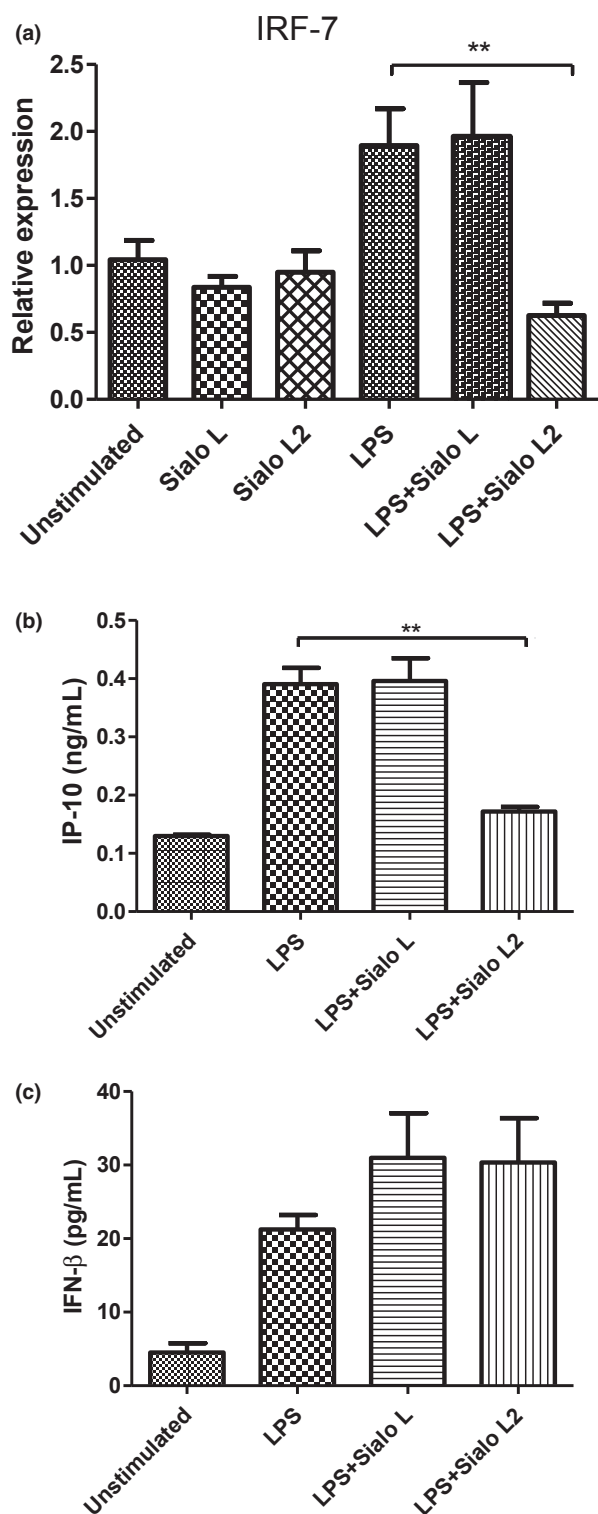 (a)
IRF-7
**
Relative expression
2.5
2.0
1.5
1.0
0.5
0.0
Unstimulated
Sialo L
Sialo L2
LPS
LPS+Sialo L
LPS+Sialo L2
(b)
**
IP-10 (ng/mL)
0.5
0.4
0.3
0.2
0.1
0.0
Unstimulated
LPS
LPS+Sialo L
LPS+Sialo L2
(c)
IFN-β (pg/mL)
40
30
20
10
0
Unstimulated
LPS
LPS+Sialo L
LPS+Sialo L2